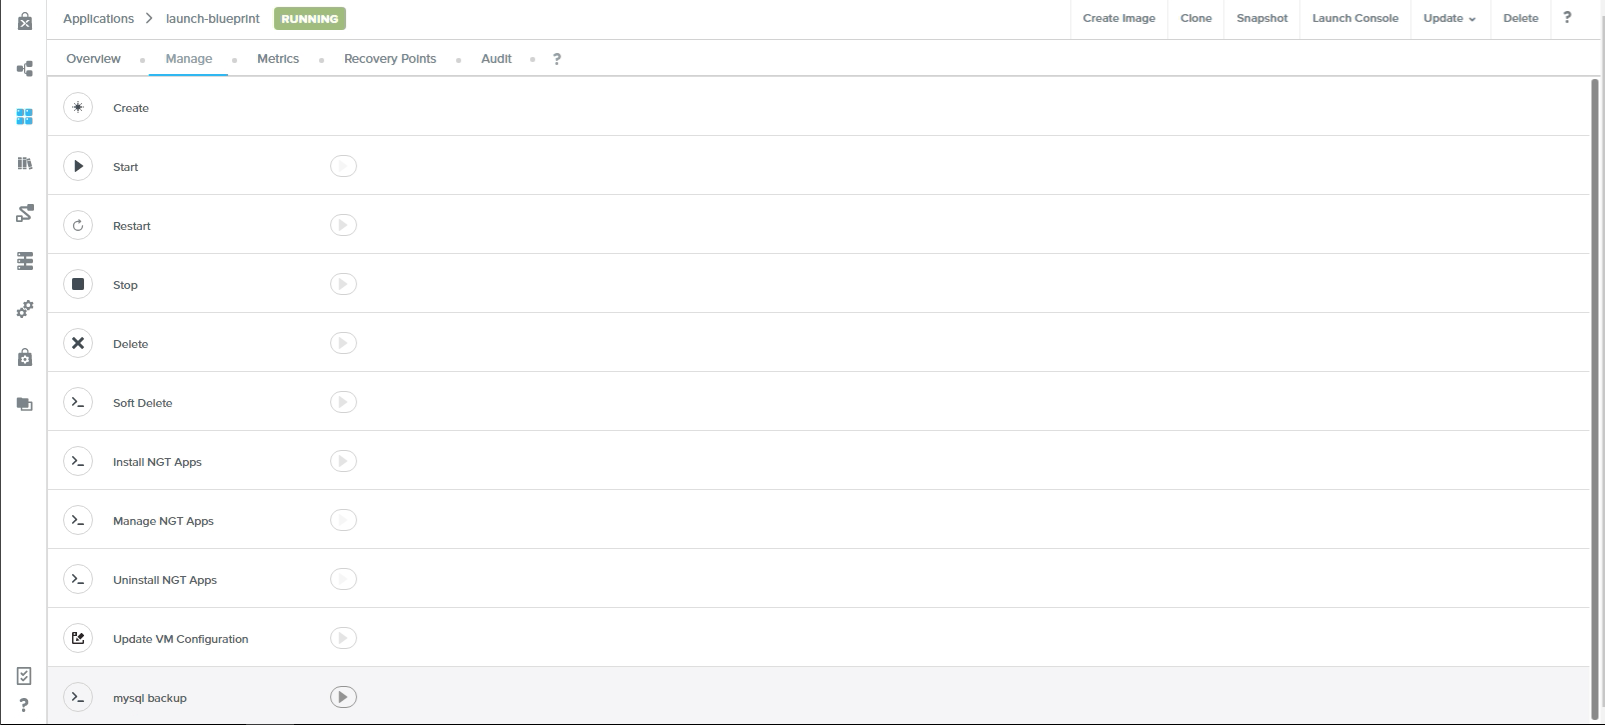 Applications > launch-blueprint RUNNING Create Image Clone Snapshot Launch Console Update Delete ?
Overview Manage Metrics Recovery Points Audit ?
Create
Start
Restart
Stop
Delete
Soft Delete
Install NGT Apps
Manage NGT Apps
Uninstall NGT Apps
Update VM Configuration
mysql backup
?